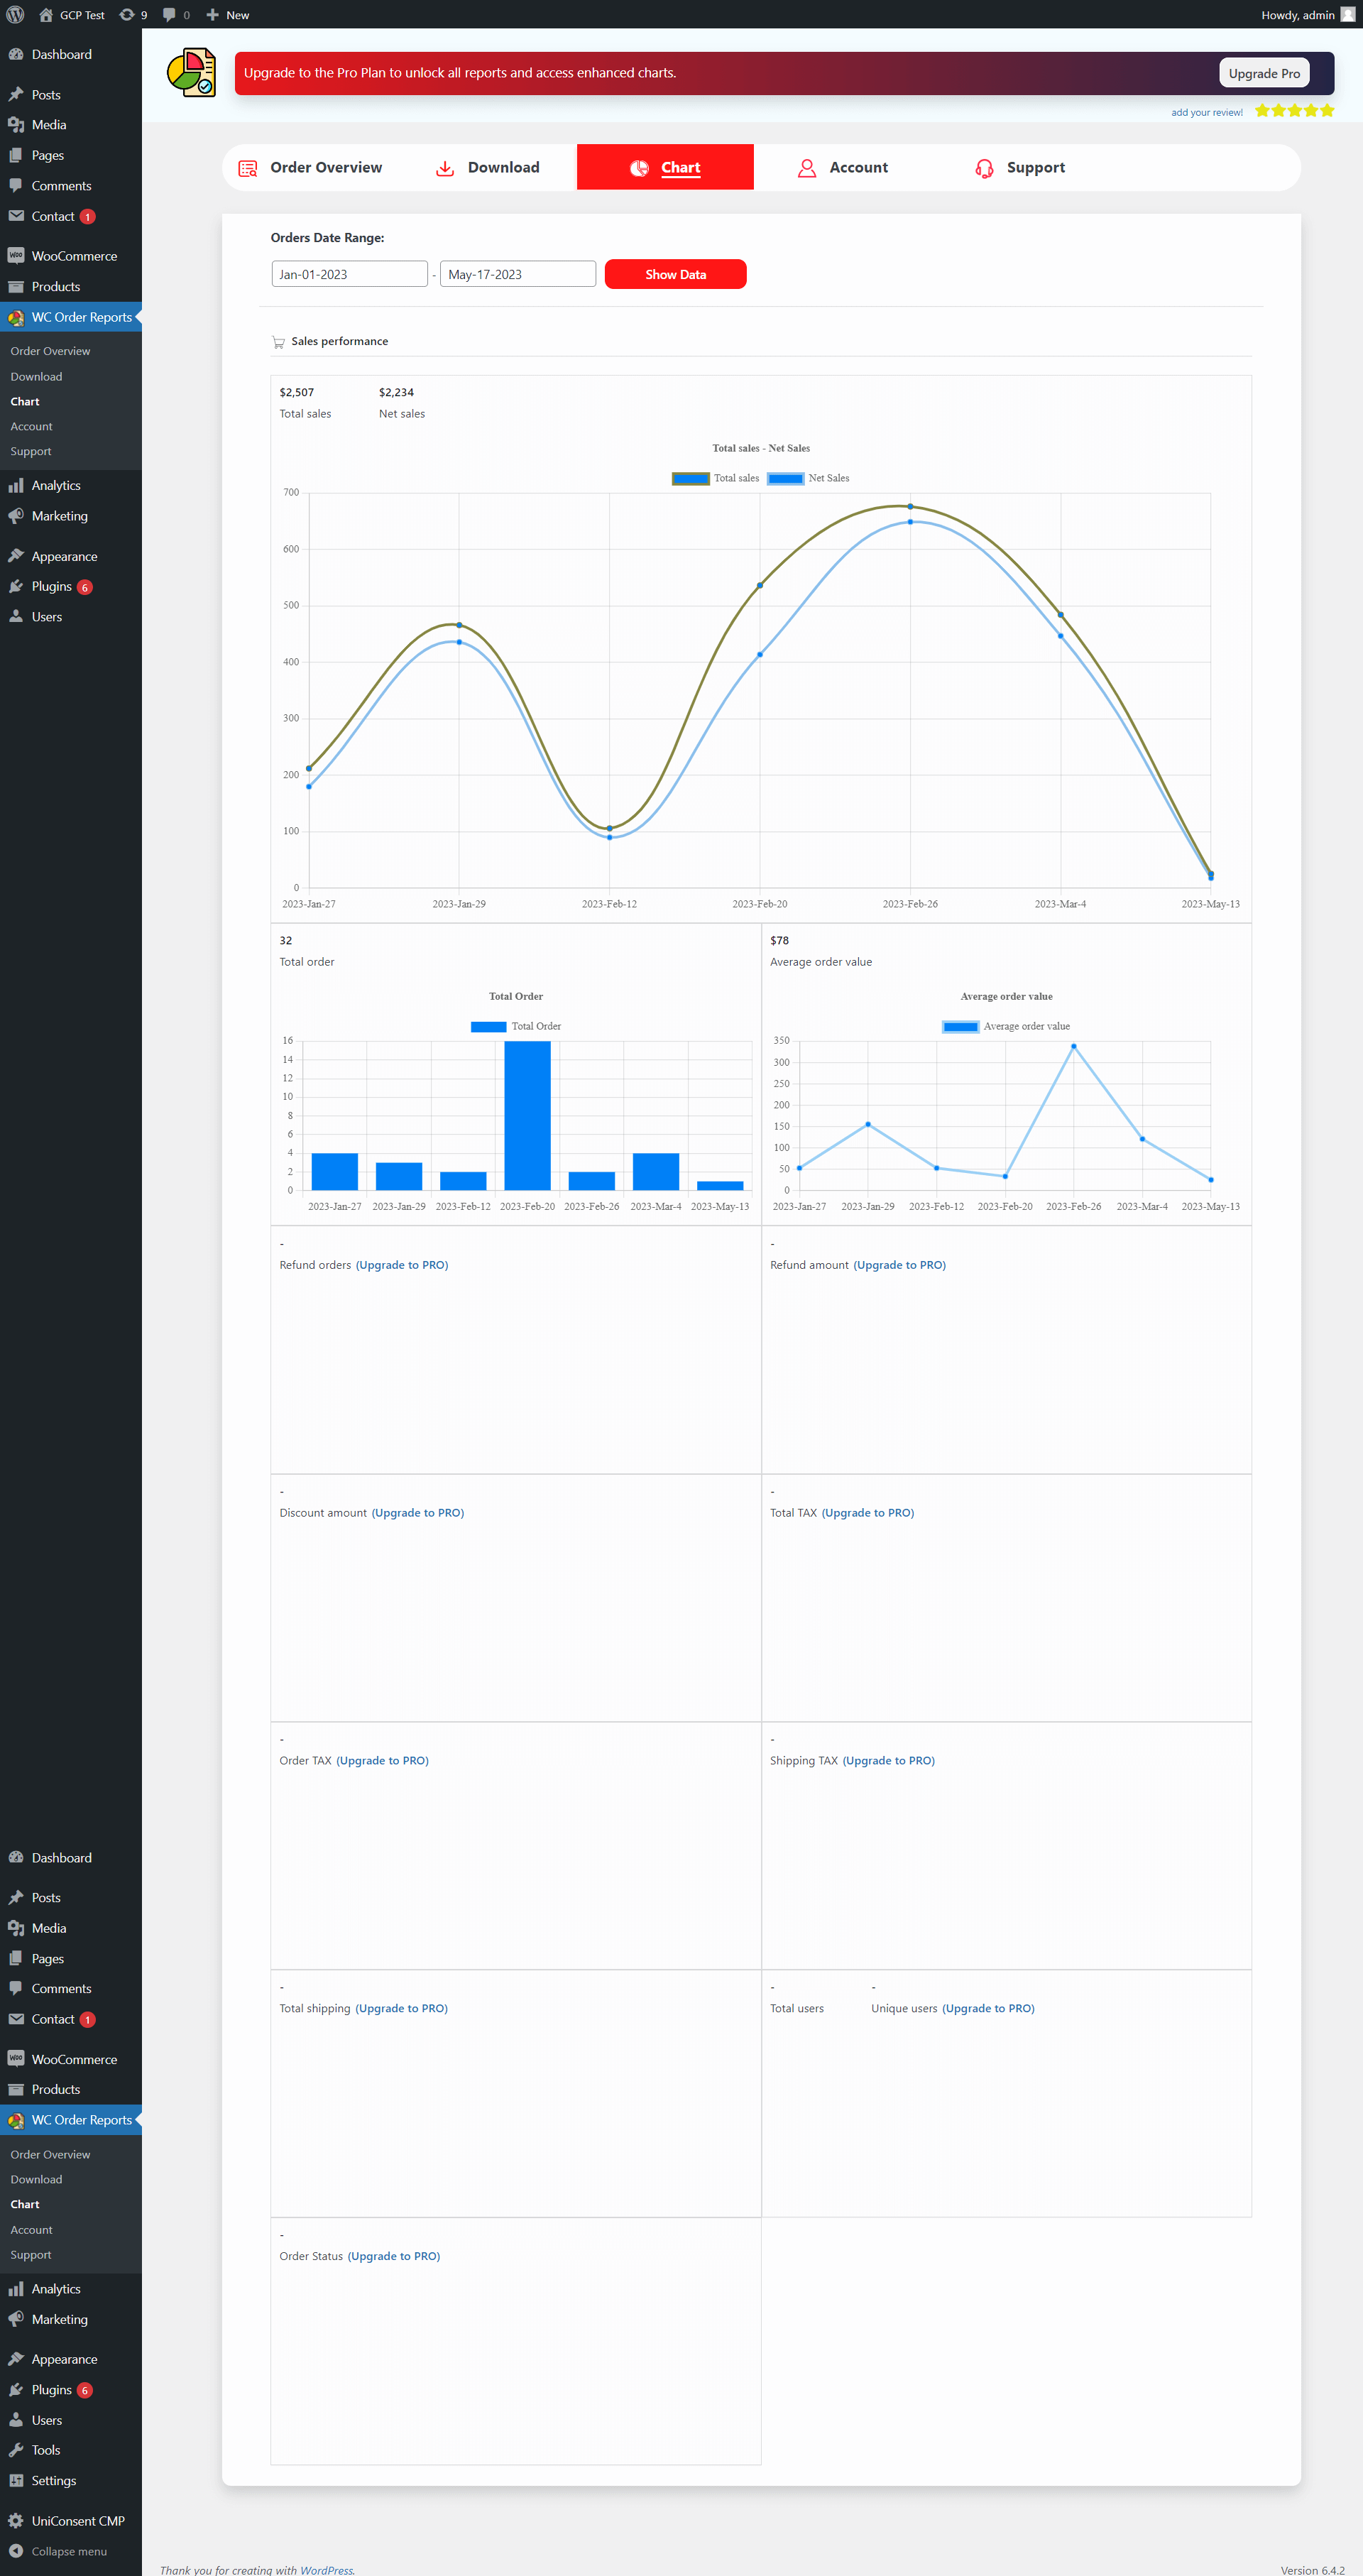 GCP Test 9 0 New Howdy, admin
Dashboard
Posts
Media
Pages
Comments
Contact 1
WooCommerce
Products
WC Order Reports
Order Overview
Download
Chart
Account
Support
Analytics
Marketing
Appearance
Plugins 6
Users
Upgrade to the Pro Plan to unlock all reports and access enhanced charts. Upgrade Pro
add your review!
Order Overview Download Chart Account Support
Orders Date Range:
Jan-01-2023 - May-17-2023 Show Data
Sales performance
$2,507 $2,234
Total sales Net sales
Total sales - Net Sales
Total sales Net Sales
700
600
500
400
300
200
100
0
2023-Jan-27 2023-Jan-29 2023-Feb-12 2023-Feb-20 2023-Feb-26 2023-Mar-4 2023-May-13
32
Total order
Total Order
Total Order
16
14
12
10
8
6
4
2
0
2023-Jan-27 2023-Jan-29 2023-Feb-12 2023-Feb-20 2023-Feb-26 2023-Mar-4 2023-May-13
$78
Average order value
Average order value
Average order value
350
300
250
200
150
100
50
0
2023-Jan-27 2023-Jan-29 2023-Feb-12 2023-Feb-20 2023-Feb-26 2023-Mar-4 2023-May-13
-
Refund orders (Upgrade to PRO)
-
Refund amount (Upgrade to PRO)
-
Discount amount (Upgrade to PRO)
-
Total TAX (Upgrade to PRO)
-
Order TAX (Upgrade to PRO)
-
Shipping TAX (Upgrade to PRO)
-
Total shipping (Upgrade to PRO)
- -
Total users Unique users (Upgrade to PRO)
-
Order Status (Upgrade to PRO)
Dashboard
Posts
Media
Pages
Comments
Contact 1
WooCommerce
Products
WC Order Reports
Order Overview
Download
Chart
Account
Support
Analytics
Marketing
Appearance
Plugins 6
Users
Tools
Settings
UniConsent CMP
Collapse menu
Thank you for creating with WordPress. Version 6.4.2